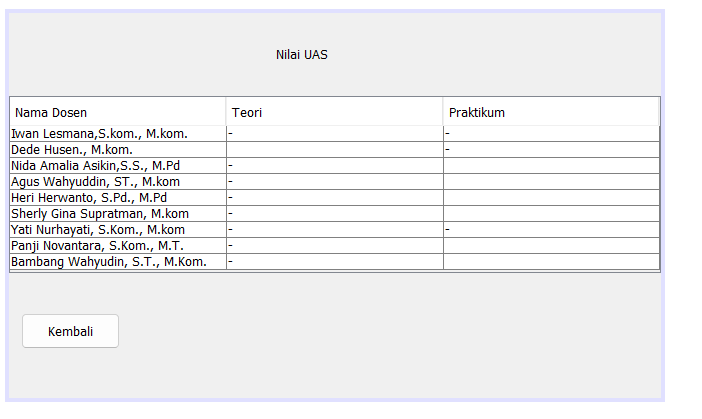 Nilai UAS
Nama Dosen Teori Praktikum
Iwan Lesmana,S.kom., M.kom. - -
Dede Husen., M.kom. -
Nida Amalia Asikin,S.S., M.Pd -
Agus Wahyuddin, ST., M.kom -
Heri Herwanto, S.Pd., M.Pd -
Sherly Gina Supratman, M.kom -
Yati Nurhayati, S.Kom., M.kom - -
Panji Novantara, S.Kom., M.T. -
Bambang Wahyudin, S.T., M.Kom. -
Kembali